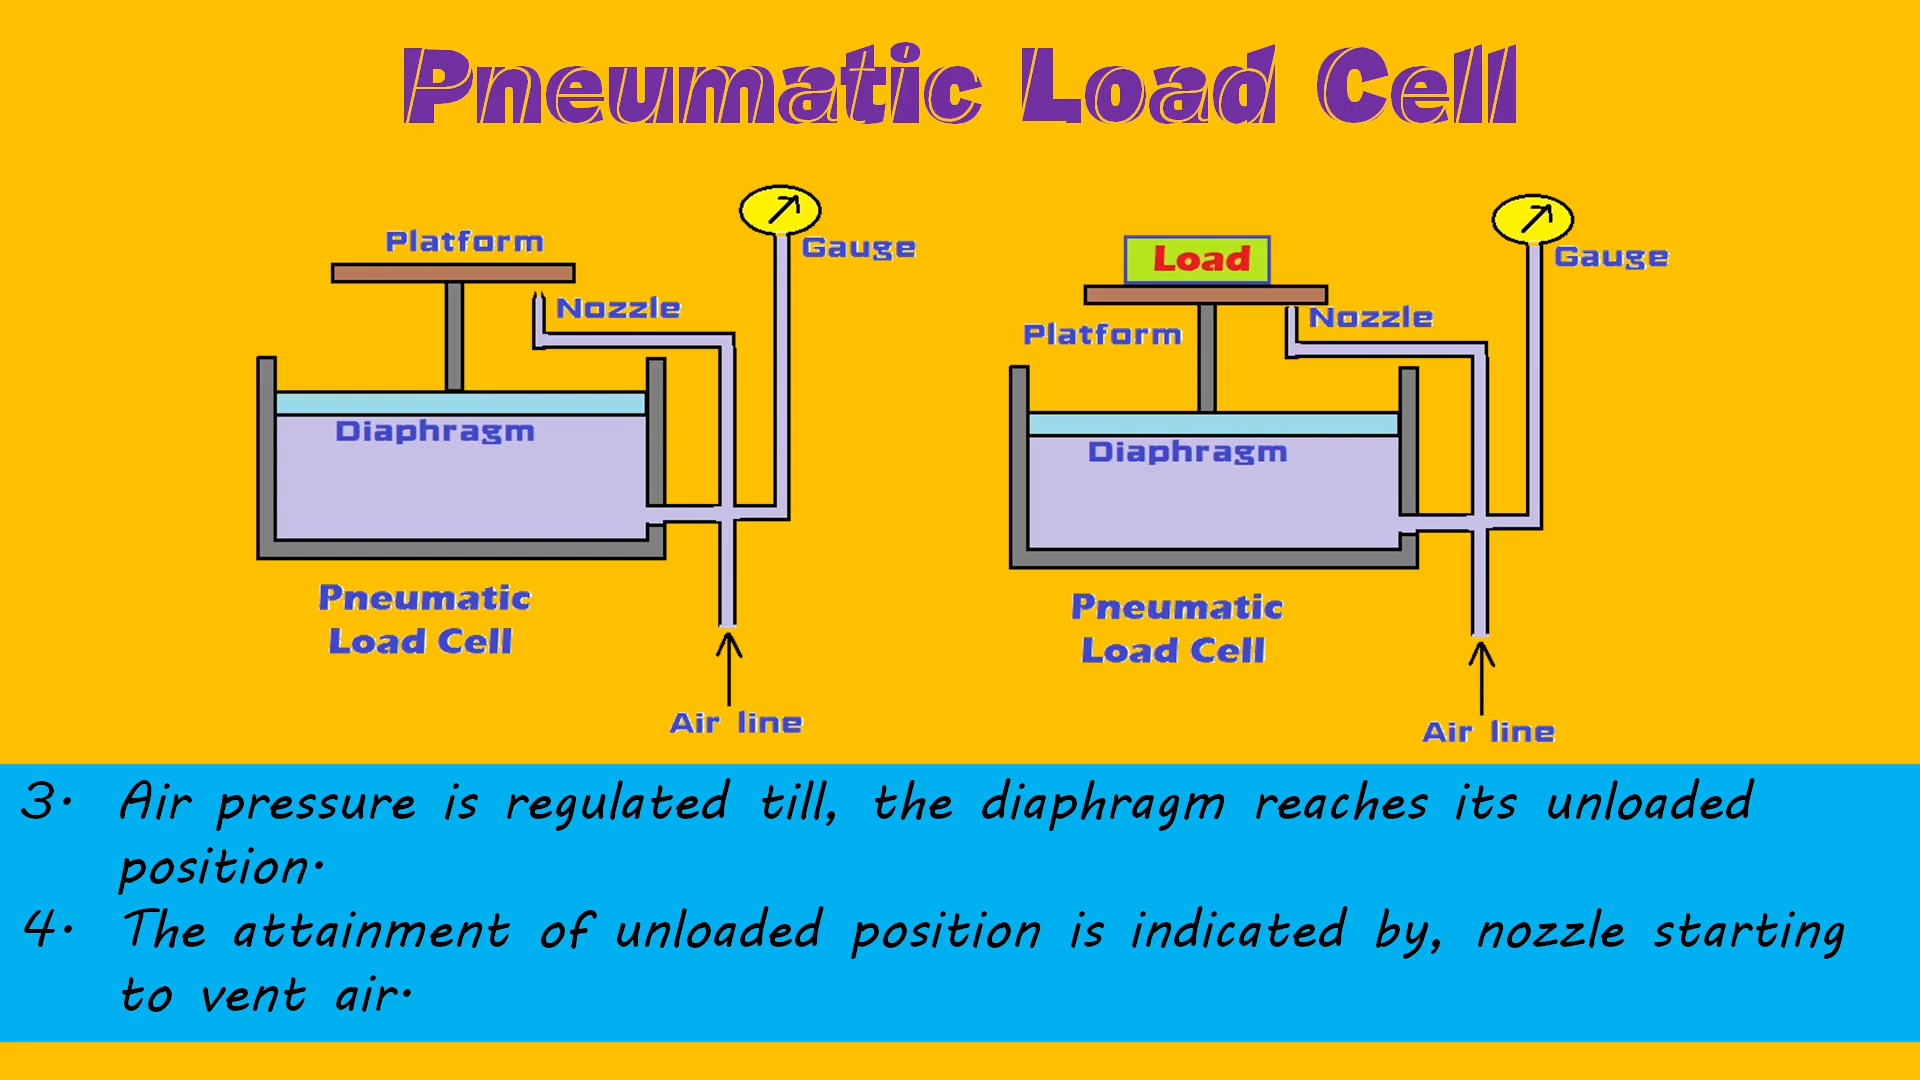 Pneumatic Load Cell
Platform
Gauge
Nozzle
Diaphragm
Pneumatic
Load Cell
Air line
Load
Gauge
Platform
Nozzle
Diaphragm
Pneumatic
Load Cell
Air line
3. Air pressure is regulated till, the diaphragm reaches its unloaded
position.
4. The attainment of unloaded position is indicated by, nozzle starting
to vent air.